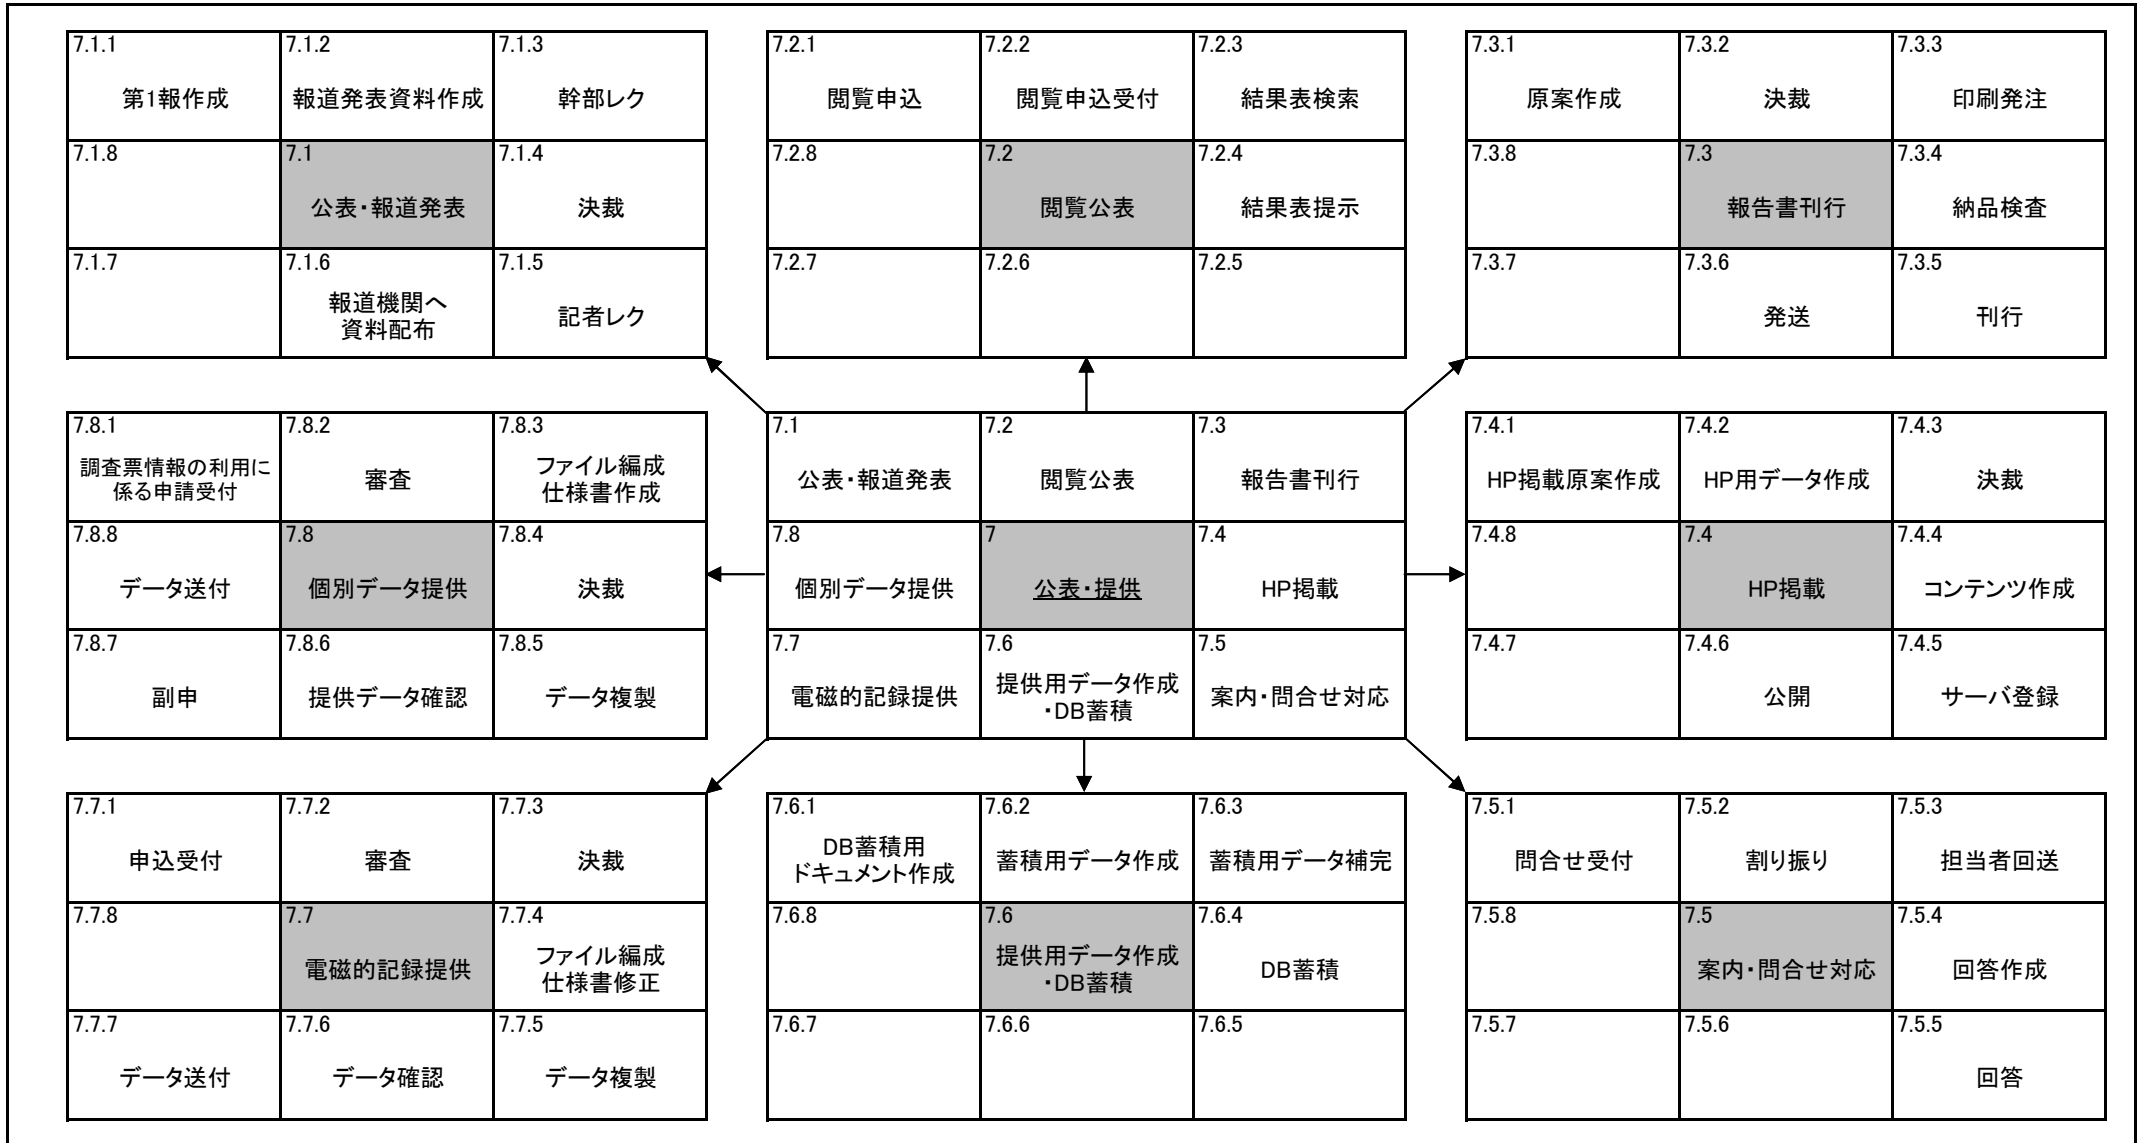 7.1.1
第1報作成
7.1.2
報道発表資料作成
7.1.3
幹部レク
7.1.8
7.1
公表・報道発表
7.1.4
決裁
7.1.7
7.1.6
報道機関へ
資料配布
7.1.5
記者レク
7.2.1
閲覧申込
7.2.2
閲覧申込受付
7.2.3
結果表検索
7.2.8
7.2
閲覧公表
7.2.4
結果表提示
7.2.7
7.2.6
7.2.5
7.3.1
原案作成
7.3.2
決裁
7.3.3
印刷発注
7.3.8
7.3
報告書刊行
7.3.4
納品検査
7.3.7
7.3.6
発送
7.3.5
刊行
7.8.1
調査票情報の利用に
係る申請受付
7.8.2
審査
7.8.3
ファイル編成
仕様書作成
7.8.8
データ送付
7.8
個別データ提供
7.8.4
決裁
7.8.7
副申
7.8.6
提供データ確認
7.8.5
データ複製
7.1
公表・報道発表
7.2
閲覧公表
7.3
報告書刊行
7.8
個別データ提供
7
公表・提供
7.4
HP掲載
7.7
電磁的記録提供
7.6
提供用データ作成
・DB蓄積
7.5
案内・問合せ対応
7.4.1
HP掲載原案作成
7.4.2
HP用データ作成
7.4.3
決裁
7.4.8
7.4
HP掲載
7.4.4
コンテンツ作成
7.4.7
7.4.6
公開
7.4.5
サーバ登録
7.7.1
申込受付
7.7.2
審査
7.7.3
決裁
7.7.8
7.7
電磁的記録提供
7.7.4
ファイル編成
仕様書修正
7.7.7
データ送付
7.7.6
データ確認
7.7.5
データ複製
7.6.1
DB蓄積用
ドキュメント作成
7.6.2
蓄積用データ作成
7.6.3
蓄積用データ補完
7.6.8
7.6
提供用データ作成
・DB蓄積
7.6.4
DB蓄積
7.6.7
7.6.6
7.6.5
7.5.1
問合せ受付
7.5.2
割り振り
7.5.3
担当者回送
7.5.8
7.5
案内・問合せ対応
7.5.4
回答作成
7.5.7
7.5.6
7.5.5
回答